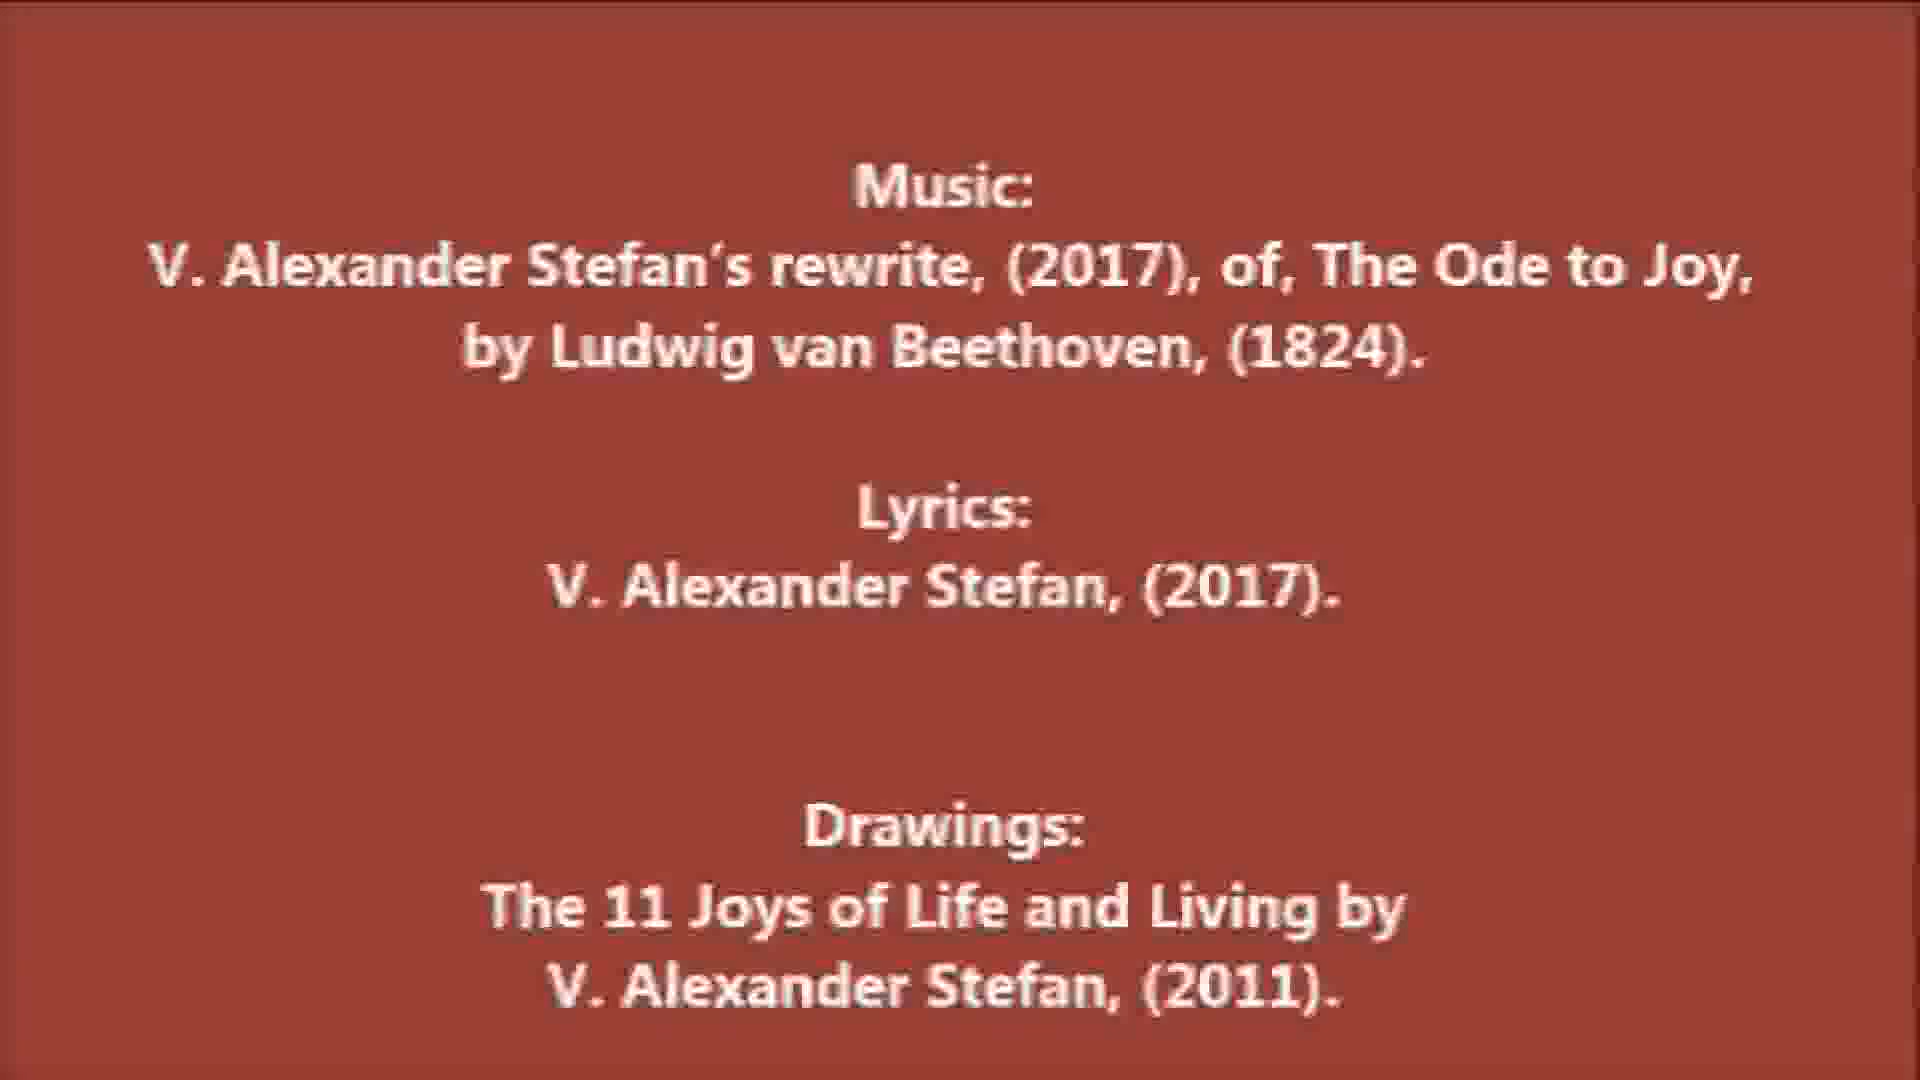 Music:
V. Alexander Stefan’s rewrite, (2017), of, The Ode to Joy,
by Ludwig van Beethoven, (1824).
Lyrics:
V. Alexander Stefan, (2017).
Drawings:
The 11 Joys of Life and Living by
V. Alexander Stefan, (2011).